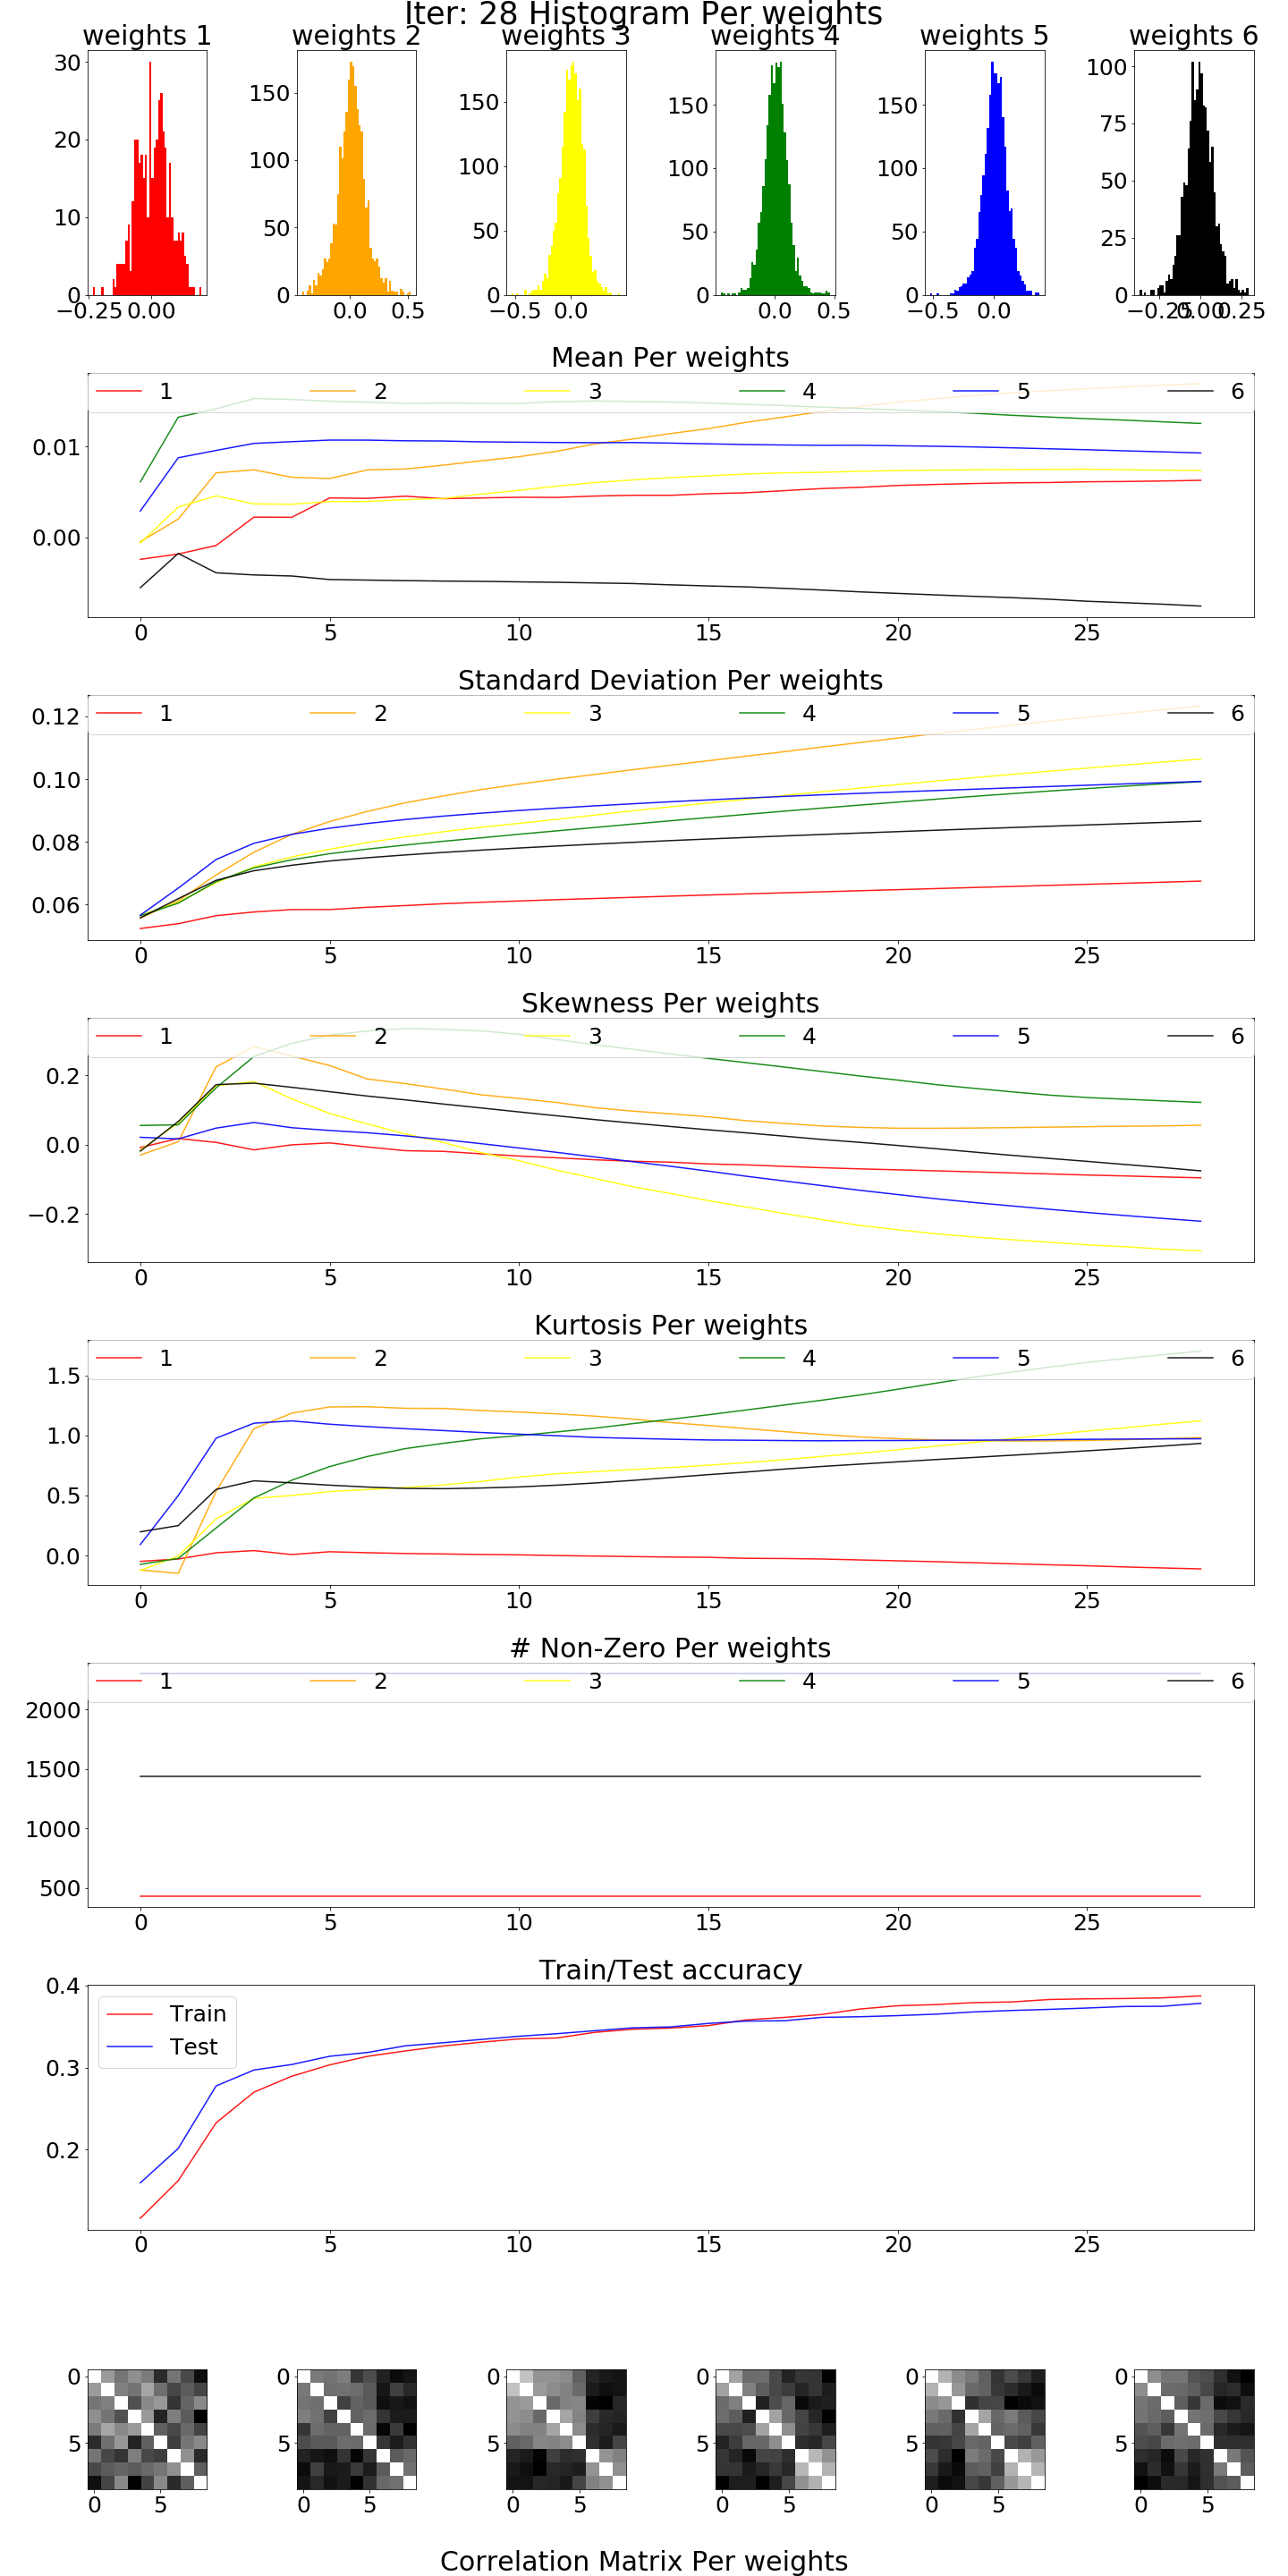 Iter: 28 Histogram Per weights
weights 1 weights 2 weights 3 weights 4 weights 5 weights 6
30
20
10
0
−0.25 0.00
150
100
50
0
0.0 0.5
150
100
50
0
−0.5 0.0
150
100
50
0
0.0 0.5
150
100
50
0
−0.5 0.0
100
75
50
25
0
−0.25 0.00 0.25
Mean Per weights
1 2 3 4 5 6
0.01
0.00
0 5 10 15 20 25
Standard Deviation Per weights
1 2 3 4 5 6
0.12
0.10
0.08
0.06
0 5 10 15 20 25
Skewness Per weights
1 2 3 4 5 6
0.2
0.0
−0.2
0 5 10 15 20 25
Kurtosis Per weights
1 2 3 4 5 6
1.5
1.0
0.5
0.0
0 5 10 15 20 25
# Non-Zero Per weights
1 2 3 4 5 6
2000
1500
1000
500
0 5 10 15 20 25
Train/Test accuracy
0.4
Train
Test
0.3
0.2
0 5 10 15 20 25
0 0 0 0 0 0
5 5 5 5 5 5
0 5 0 5 0 5 0 5 0 5 0 5
Correlation Matrix Per weights